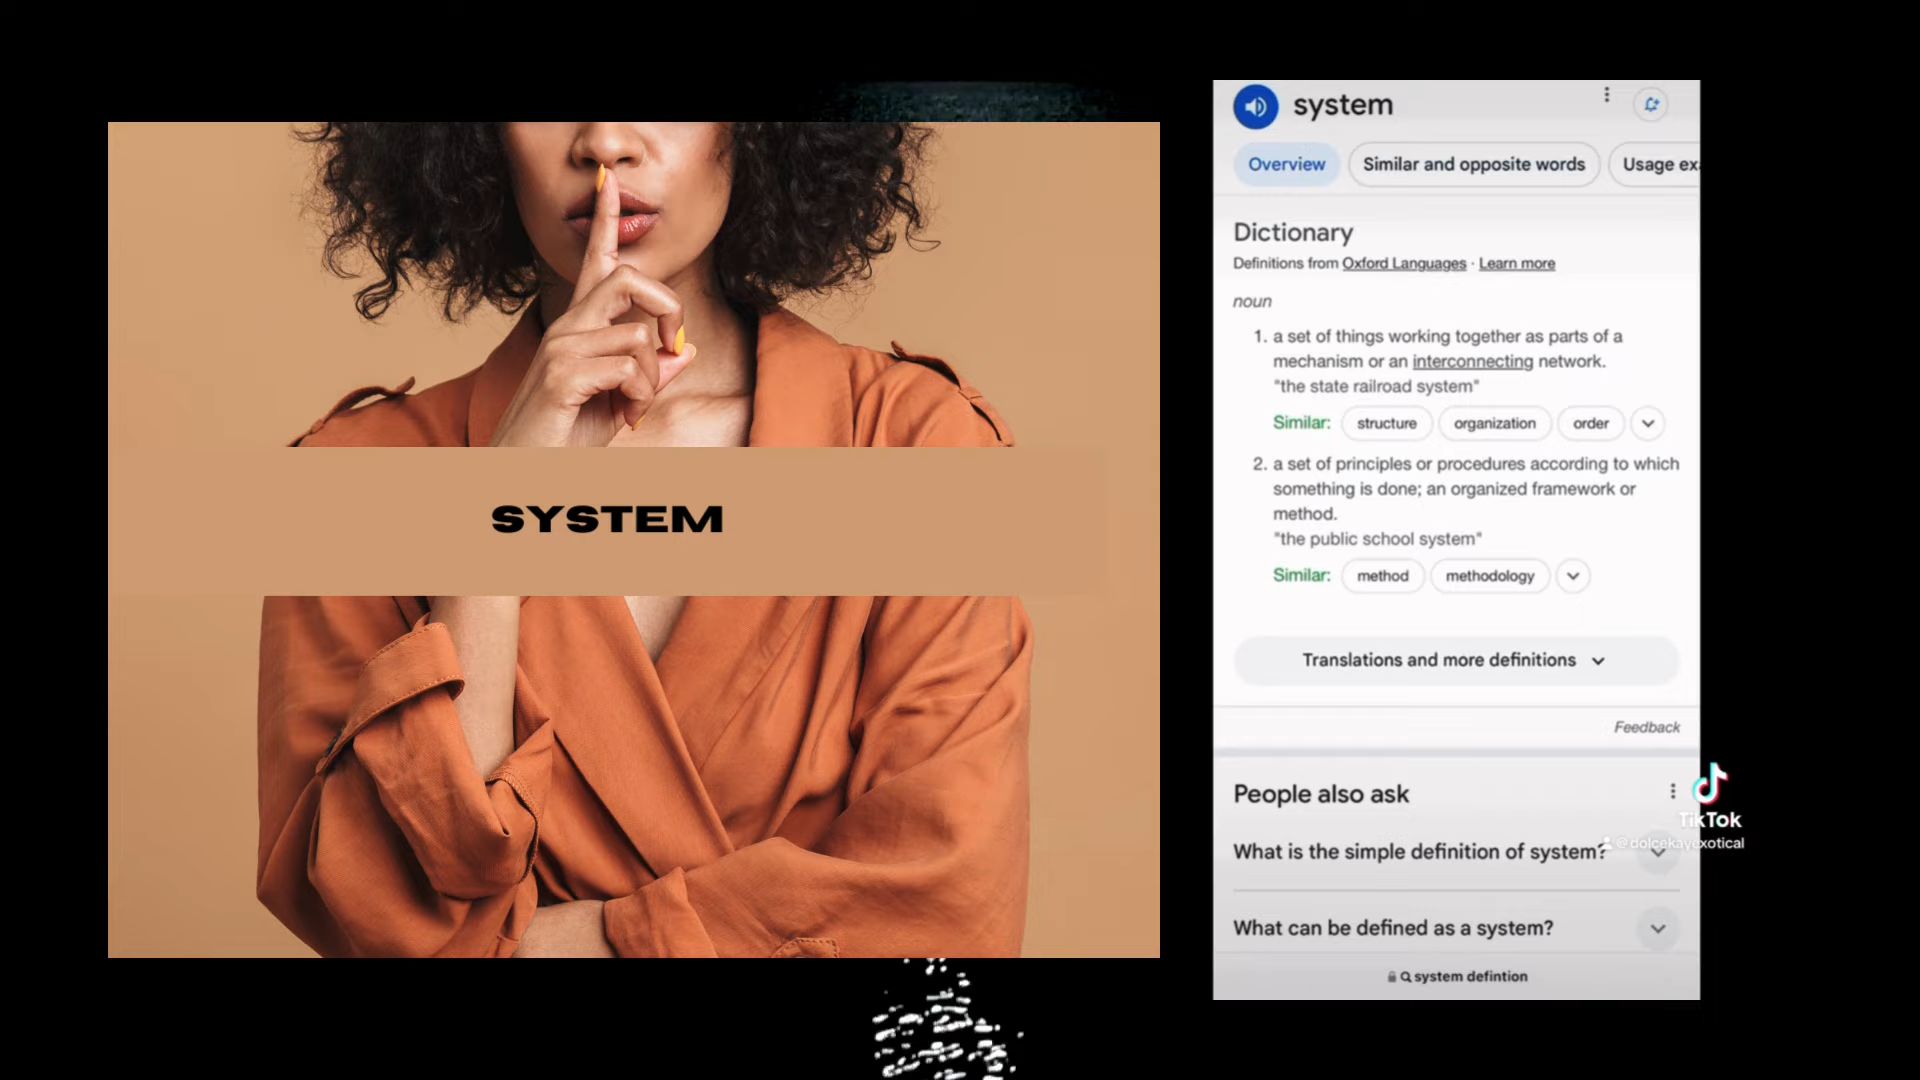 SYSTEM
system
Overview
Similar and opposite words
Usage ex
Dictionary
Definitions from Oxford Languages · Learn more
noun
1. a set of things working together as parts of a
mechanism or an interconnecting network.
"the state railroad system"
Similar:
structure
organization
order
2. a set of principles or procedures according to which
something is done; an organized framework or
method.
"the public school system"
Similar:
method
methodology
Translations and more definitions
Feedback
People also ask
TikTok
@dolcekayexotical
What is the simple definition of system?
What can be defined as a system?
system defintion